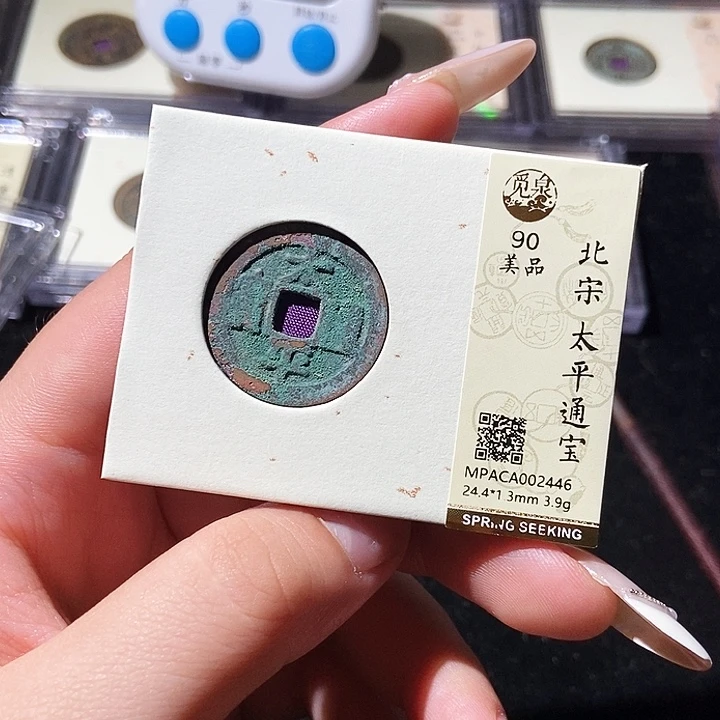 觅泉
90
美品
北宋 太平通宝
MPACA002446
24.4*1.3mm 3.9g
SPRING SEEKING